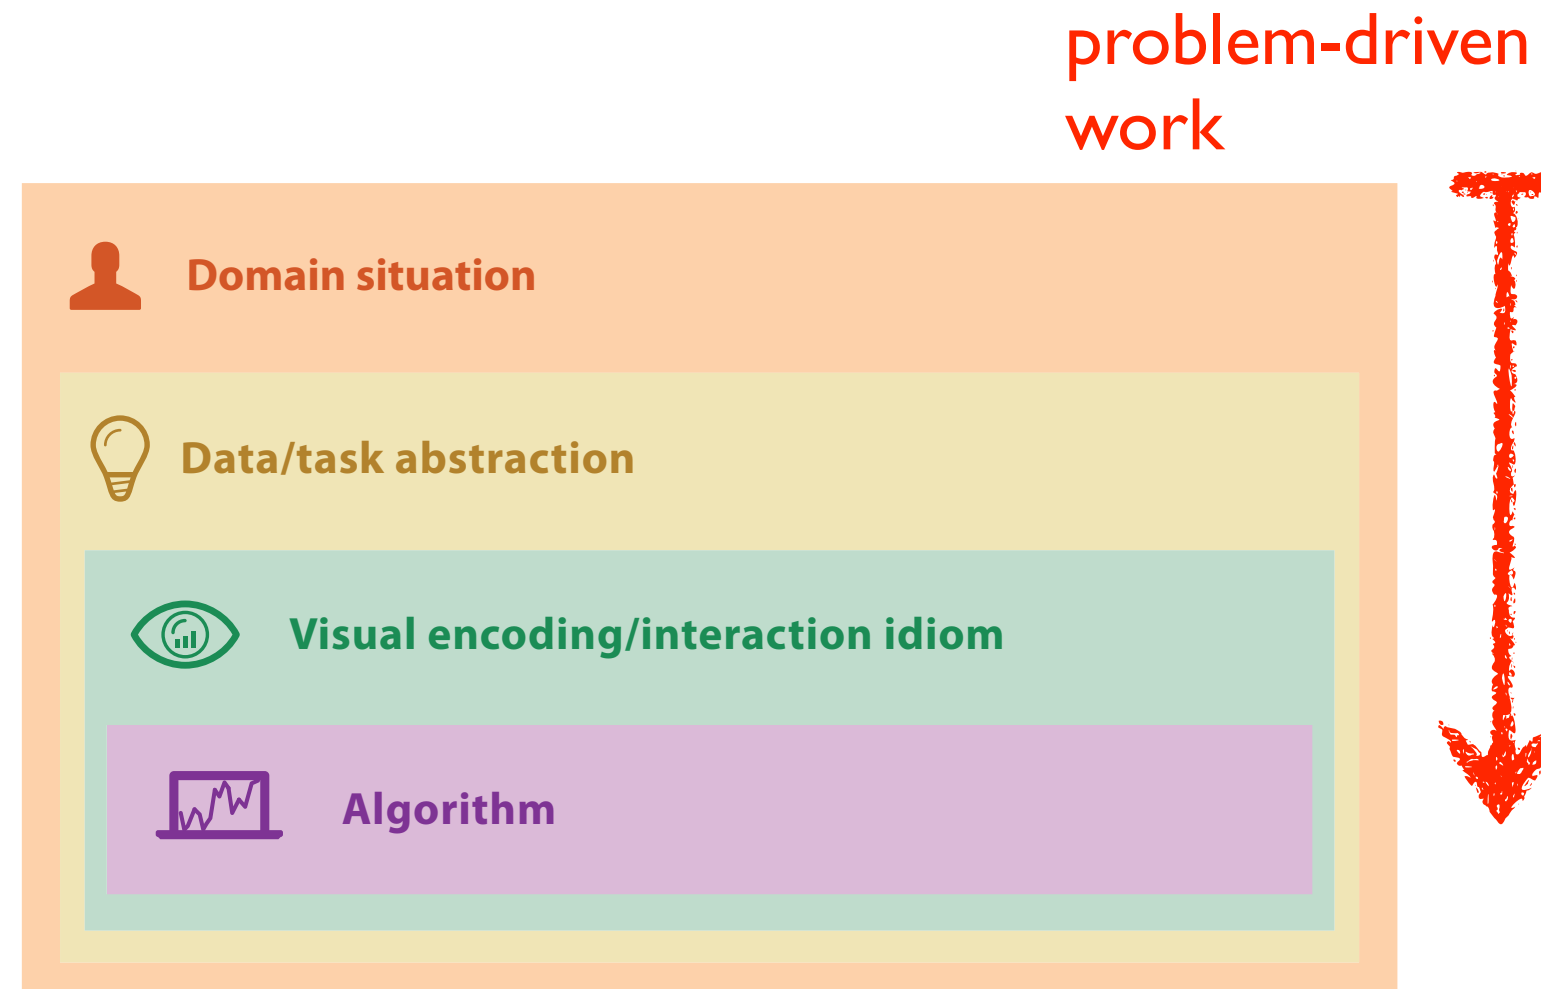 problem-driven
work
Domain situation
Data/task abstraction
Visual encoding/interaction idiom
Algorithm